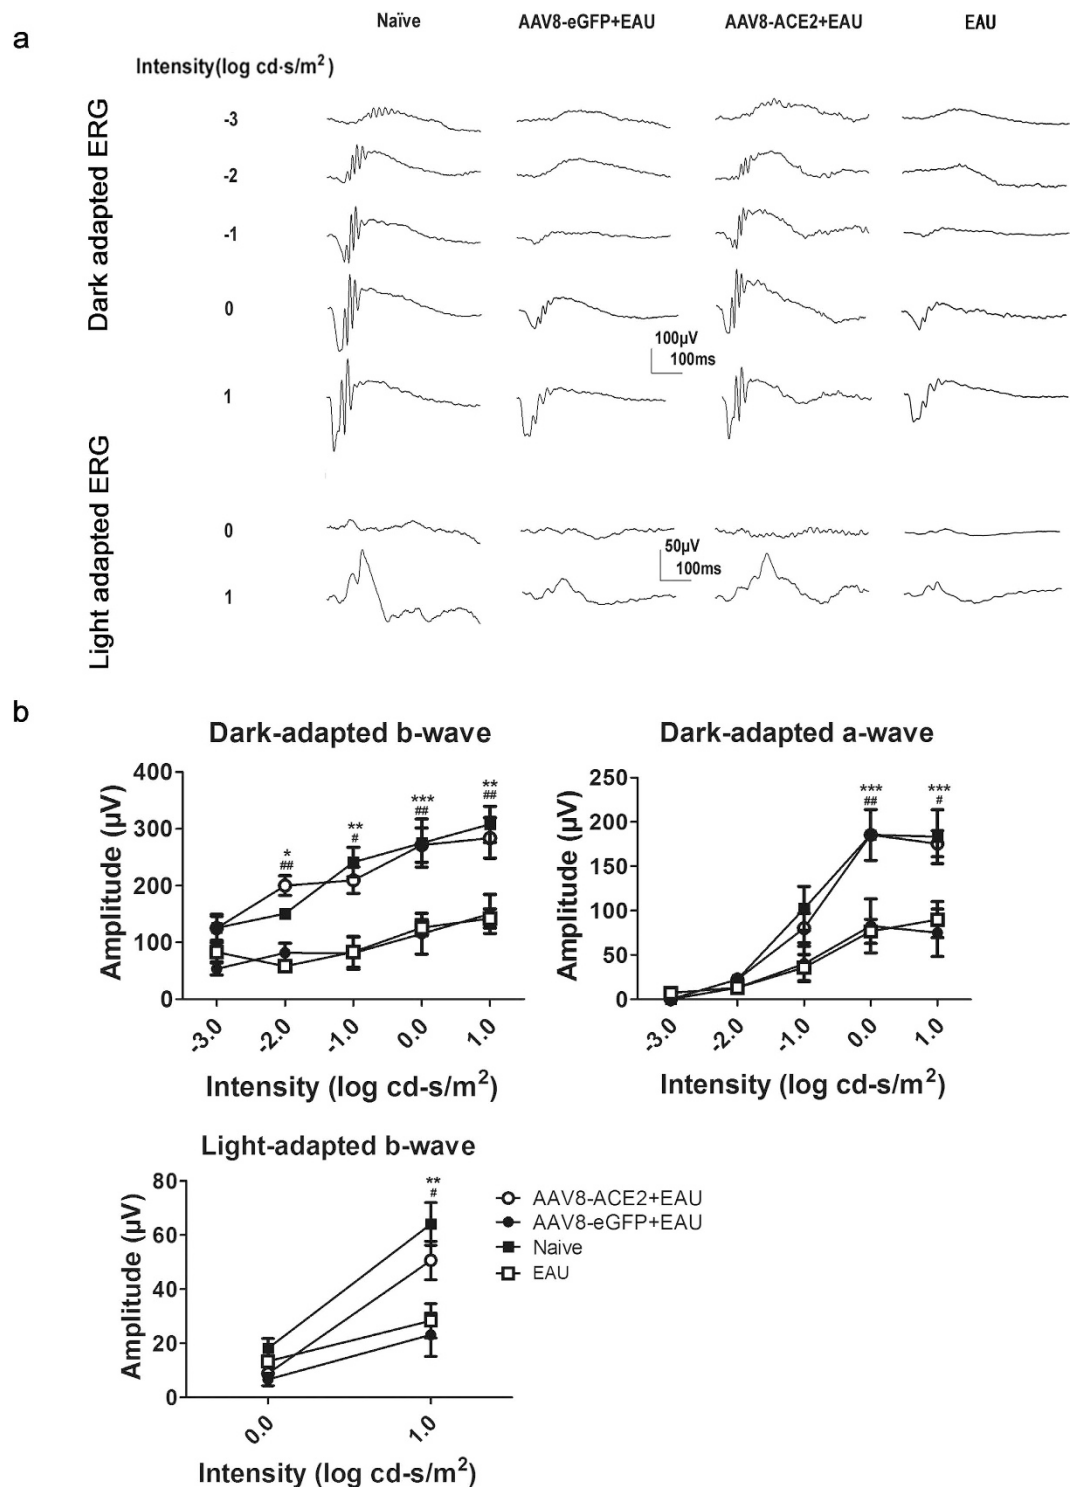 a
Naïve AAV8-eGFP+EAU AAV8-ACE2+EAU EAU
Intensity(log cd·s/m²)
Dark adapted ERG
-3
-2
-1
0
100µV
100ms
1
Light adapted ERG
0
50µV
100ms
1
b
Dark-adapted b-wave
Amplitude (µV)
400
300
200
100
0
* ##
** #
*** ##
** ##
-3.0 -2.0 -1.0 0.0 1.0
Intensity (log cd-s/m²)
Dark-adapted a-wave
Amplitude (µV)
250
200
150
100
50
0
*** ##
*** #
-3.0 -2.0 -1.0 0.0 1.0
Intensity (log cd-s/m²)
Light-adapted b-wave
Amplitude (µV)
80
60
40
20
0
** #
0.0 1.0
Intensity (log cd-s/m²)
AAV8-ACE2+EAU
AAV8-eGFP+EAU
Naive
EAU